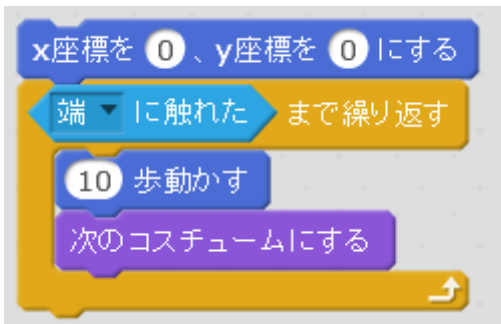 x座標を 0 、y座標を 0 にする
端 に触れた まで繰り返す
10 歩動かす
次のコスチュームにする